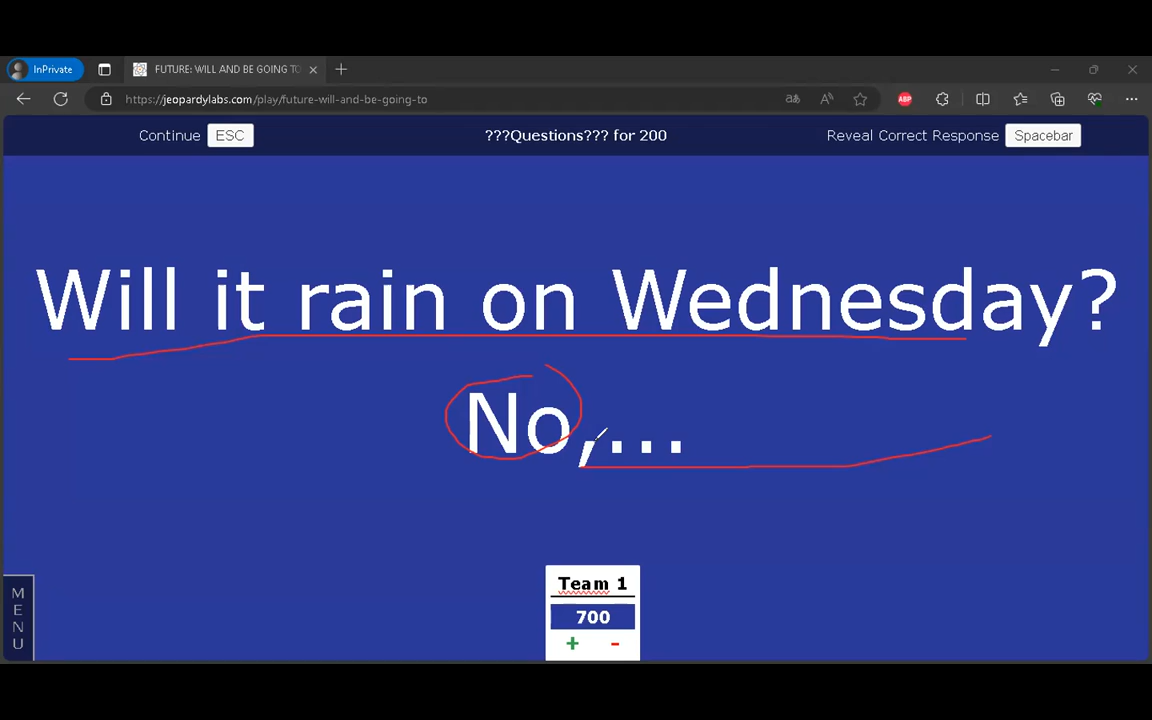 InPrivate
FUTURE: WILL AND BE GOING TO
https://jeopardylabs.com/play/future-will-and-be-going-to
ABP
Continue ESC
???Questions??? for 200
Reveal Correct Response Spacebar
Will it rain on Wednesday?
No,...
MENU
Team 1
700
+ -